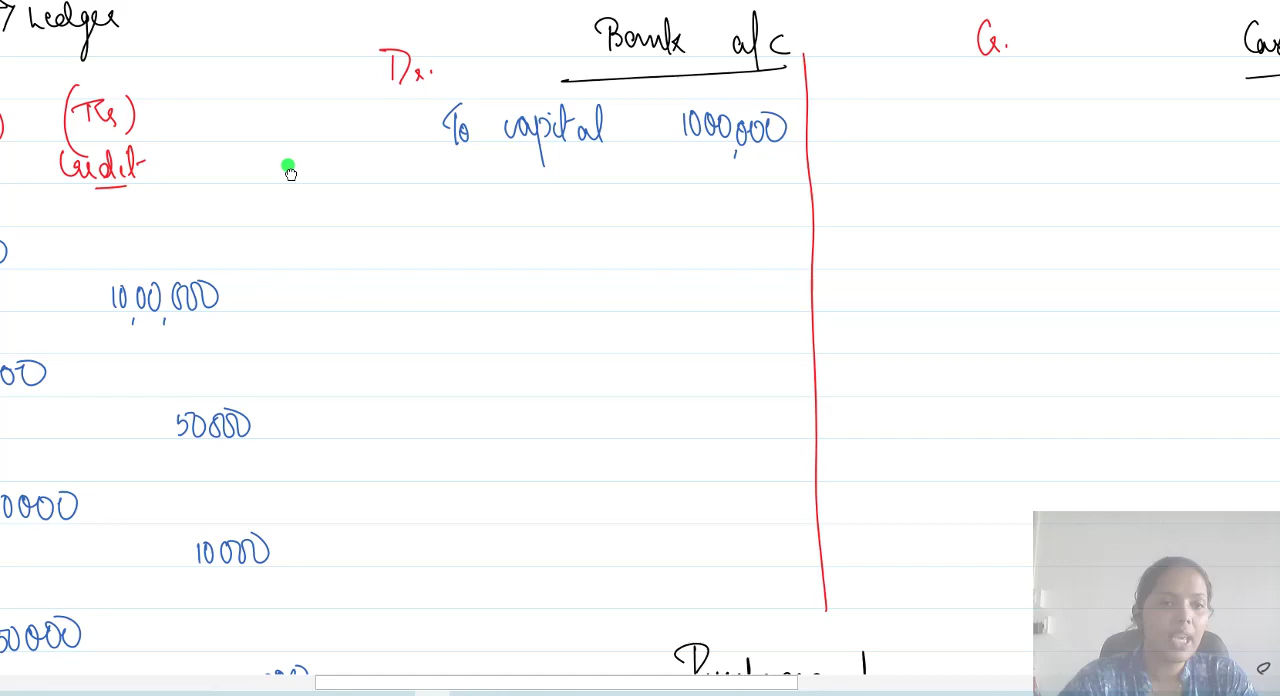 Ledger
Bank a/c
Dr.
Cr.
(Rs)
Credit
To capital 1000,000
10,00,000
50000
10000